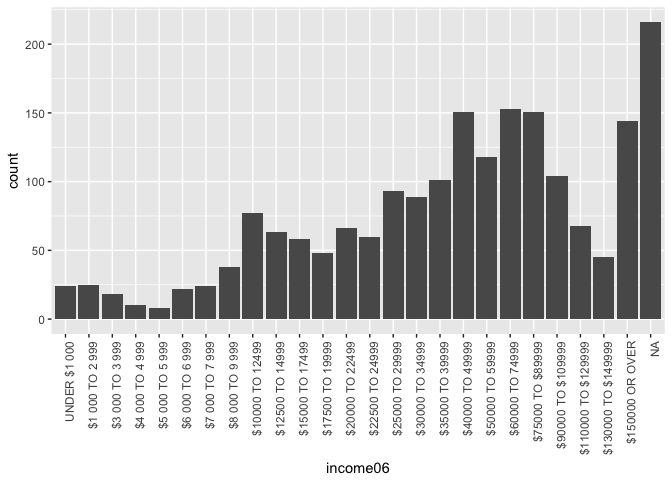 200
150
100
50
0
count
UNDER $1 000
$1 000 TO 2 999
$3 000 TO 3 999
$4 000 TO 4 999
$5 000 TO 5 999
$6 000 TO 6 999
$7 000 TO 7 999
$8 000 TO 9 999
$10000 TO 12499
$12500 TO 14999
$15000 TO 17499
$17500 TO 19999
$20000 TO 22499
$22500 TO 24999
$25000 TO 29999
$30000 TO 34999
$35000 TO 39999
$40000 TO 49999
$50000 TO 59999
$60000 TO 74999
$75000 TO $89999
$90000 TO $109999
$110000 TO $129999
$130000 TO $149999
$150000 OR OVER
NA
income06